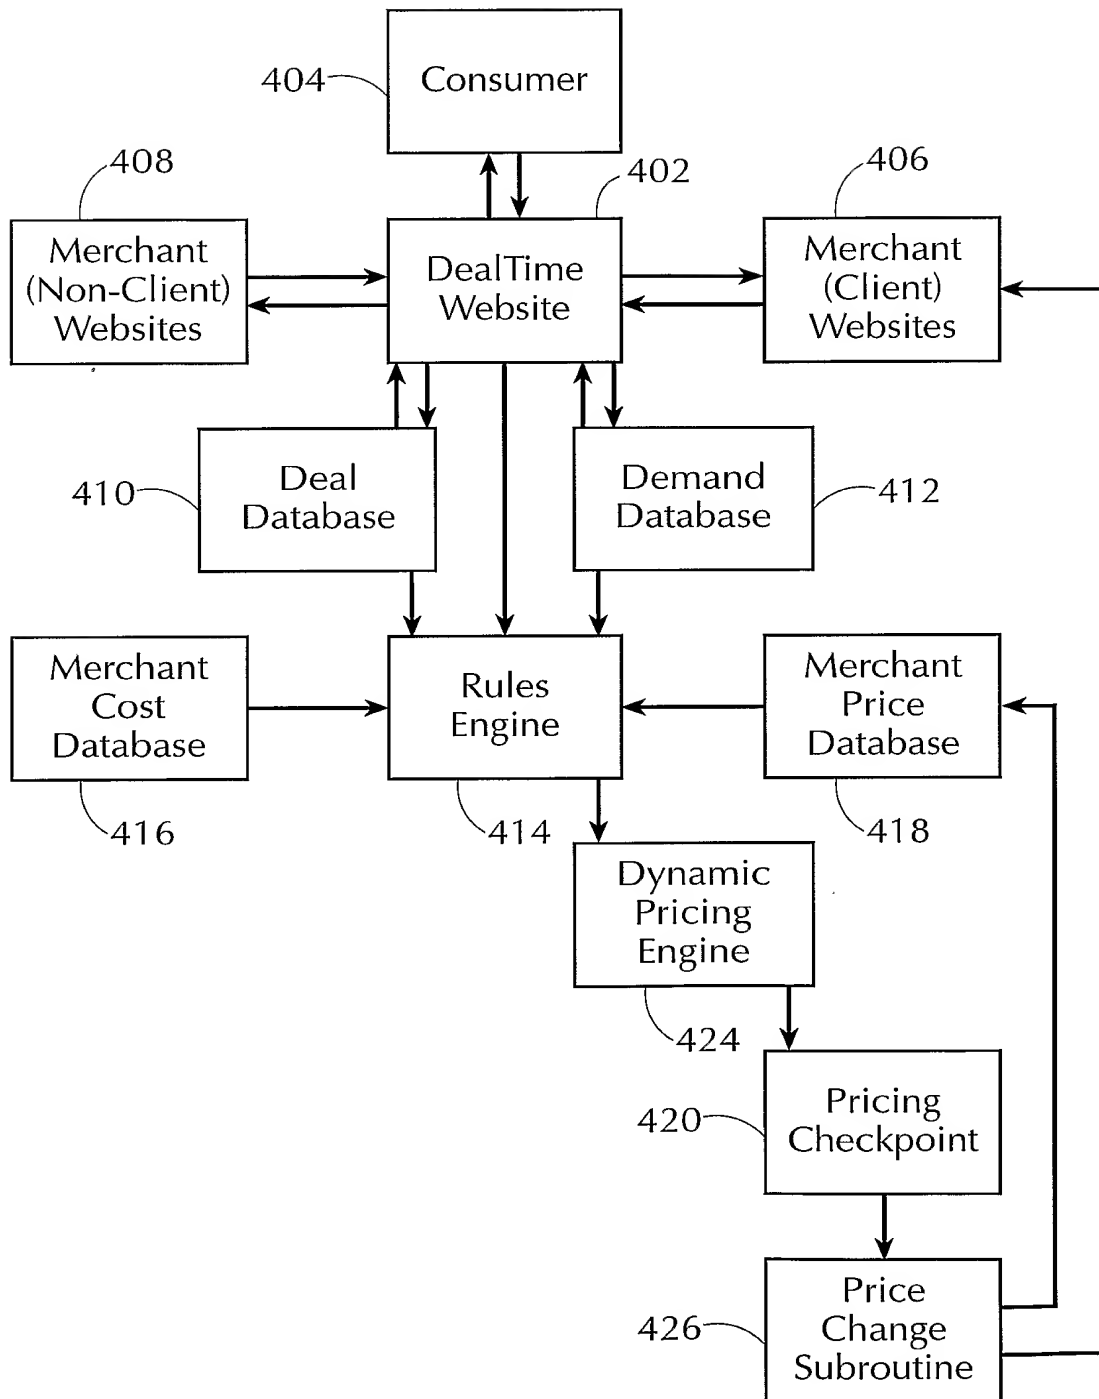 404
Consumer
408
402
406
Merchant
(Non-Client)
Websites
DealTime
Website
Merchant
(Client)
Websites
410
Deal
Database
Demand
Database
412
Merchant
Cost
Database
Rules
Engine
Merchant
Price
Database
416
414
418
Dynamic
Pricing
Engine
424
420
Pricing
Checkpoint
426
Price
Change
Subroutine